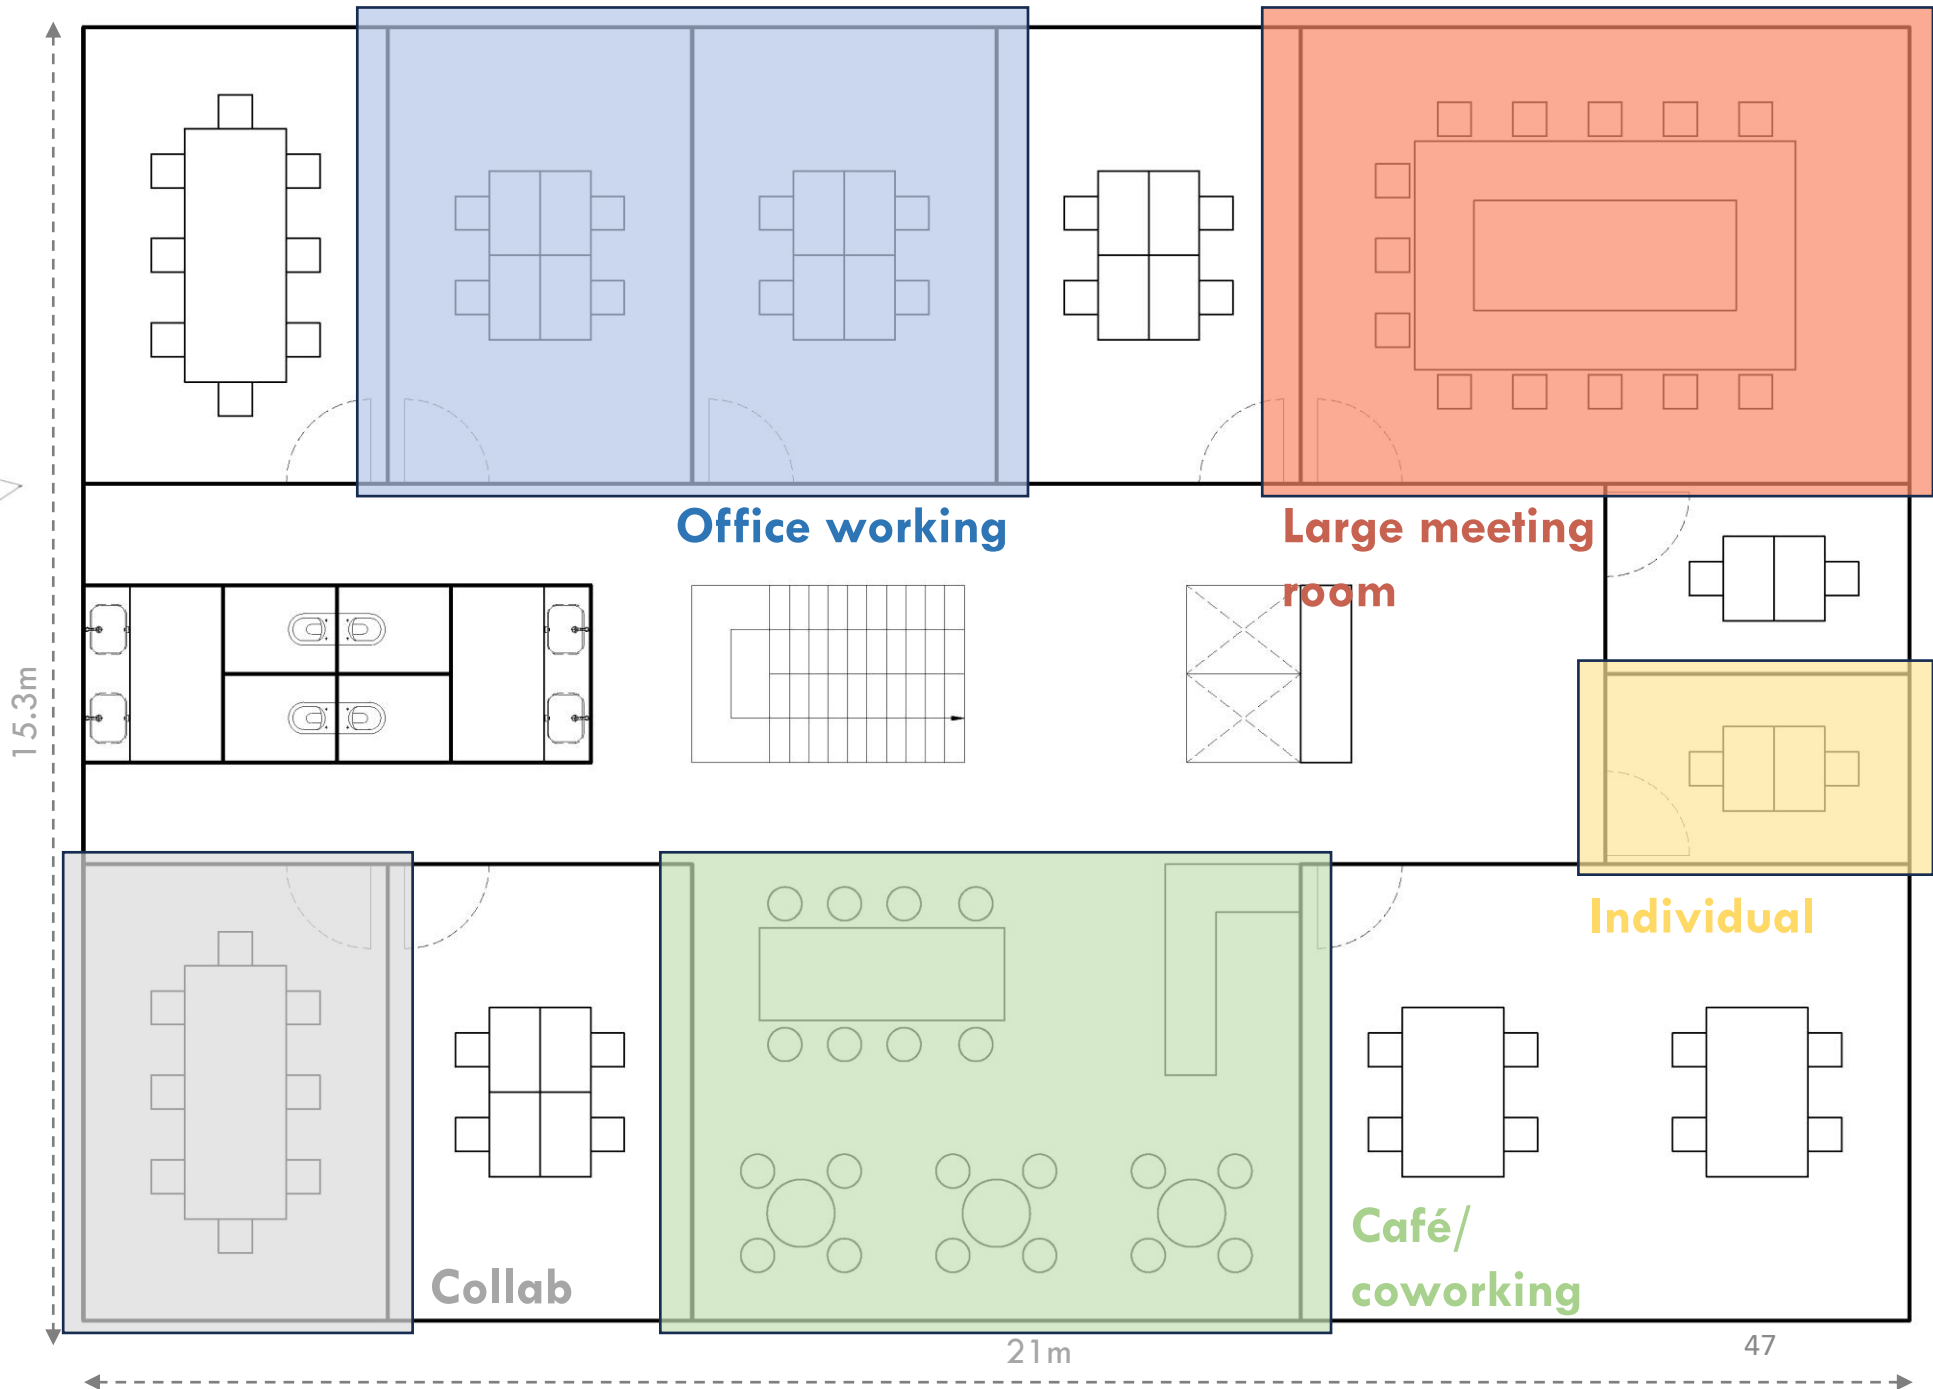 Office working
Large meeting
room
15.3m
Individual
Café/
coworking
Collab
21m
47